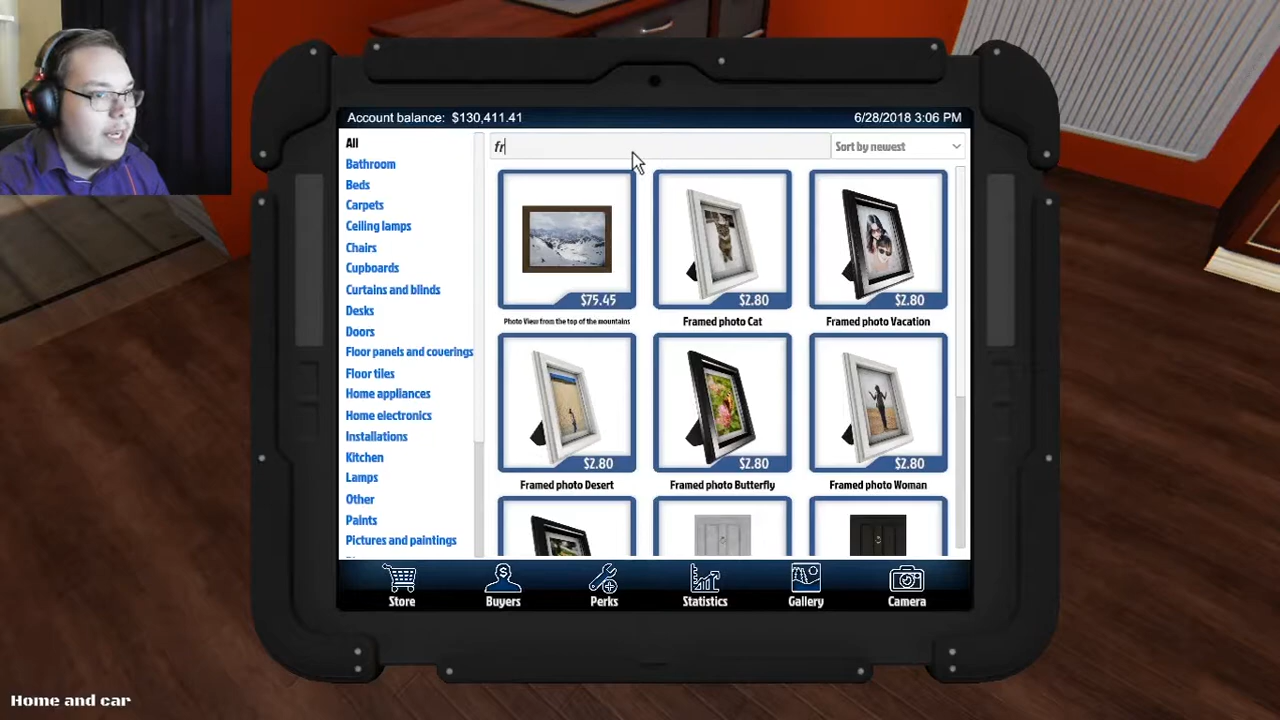 Account balance: $130,411.41
6/28/2018 3:06 PM
All
Bathroom
Beds
Carpets
Ceiling lamps
Chairs
Cupboards
Curtains and blinds
Desks
Doors
Floor panels and coverings
Floor tiles
Home appliances
Home electronics
Installations
Kitchen
Lamps
Other
Paints
Pictures and paintings
fr
Sort by newest
$75.45
$2.80
$2.80
Photo View from the top of the mountains
Framed photo Cat
Framed photo Vacation
$2.80
$2.80
$2.80
Framed photo Desert
Framed photo Butterfly
Framed photo Woman
Store
Buyers
Perks
Statistics
Gallery
Camera
Home and car